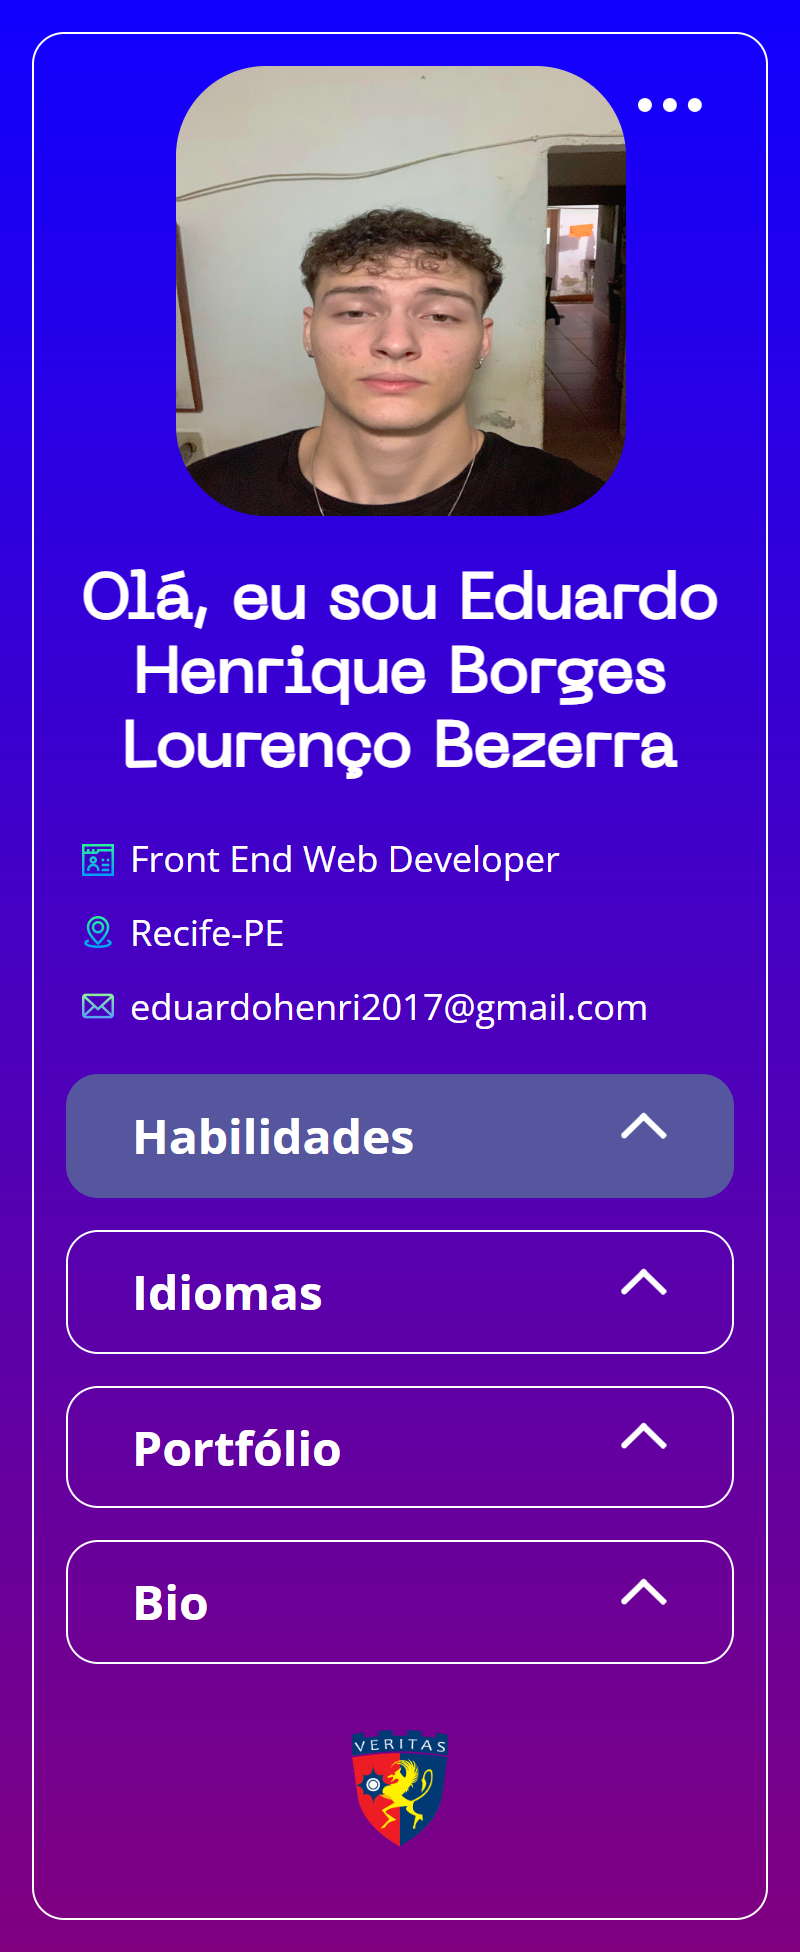 Olá, eu sou Eduardo
Henrique Borges
Lourenço Bezerra
Front End Web Developer
Recife-PE
eduardohenri2017@gmail.com
Habilidades
Idiomas
Portfólio
Bio
VERITAS